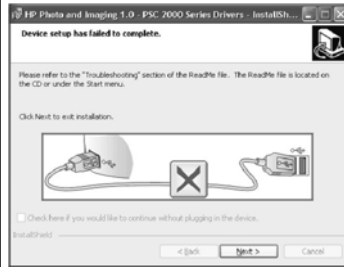 HP Photo and Imaging 1.0 - PSC 2000 Series Drivers - InstallSh...
Device setup has failed to complete.
Please refer to the "Troubleshooting" section of the ReadMe file. The ReadMe file is located on
the CD or under the Start menu.
Click Next to exit installation.
Check here if you would like to continue without plugging in the device.
InstallShield
< Back Next > Cancel